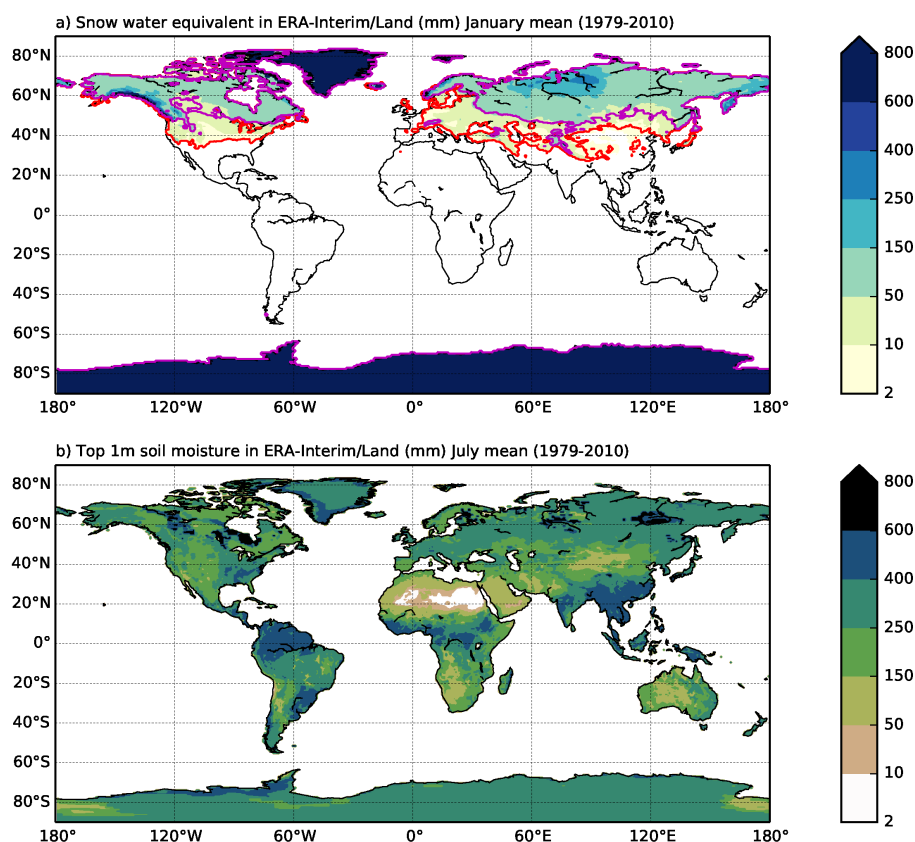 a) Snow water equivalent in ERA-Interim/Land (mm) January mean (1979-2010)
80°N
60°N
40°N
20°N
0°
20°S
40°S
60°S
80°S
180° 120°W 60°W 0° 60°E 120°E 180°
800
600
400
250
150
50
10
2
b) Top 1m soil moisture in ERA-Interim/Land (mm) July mean (1979-2010)
80°N
60°N
40°N
20°N
0°
20°S
40°S
60°S
80°S
180° 120°W 60°W 0° 60°E 120°E 180°
800
600
400
250
150
50
10
2